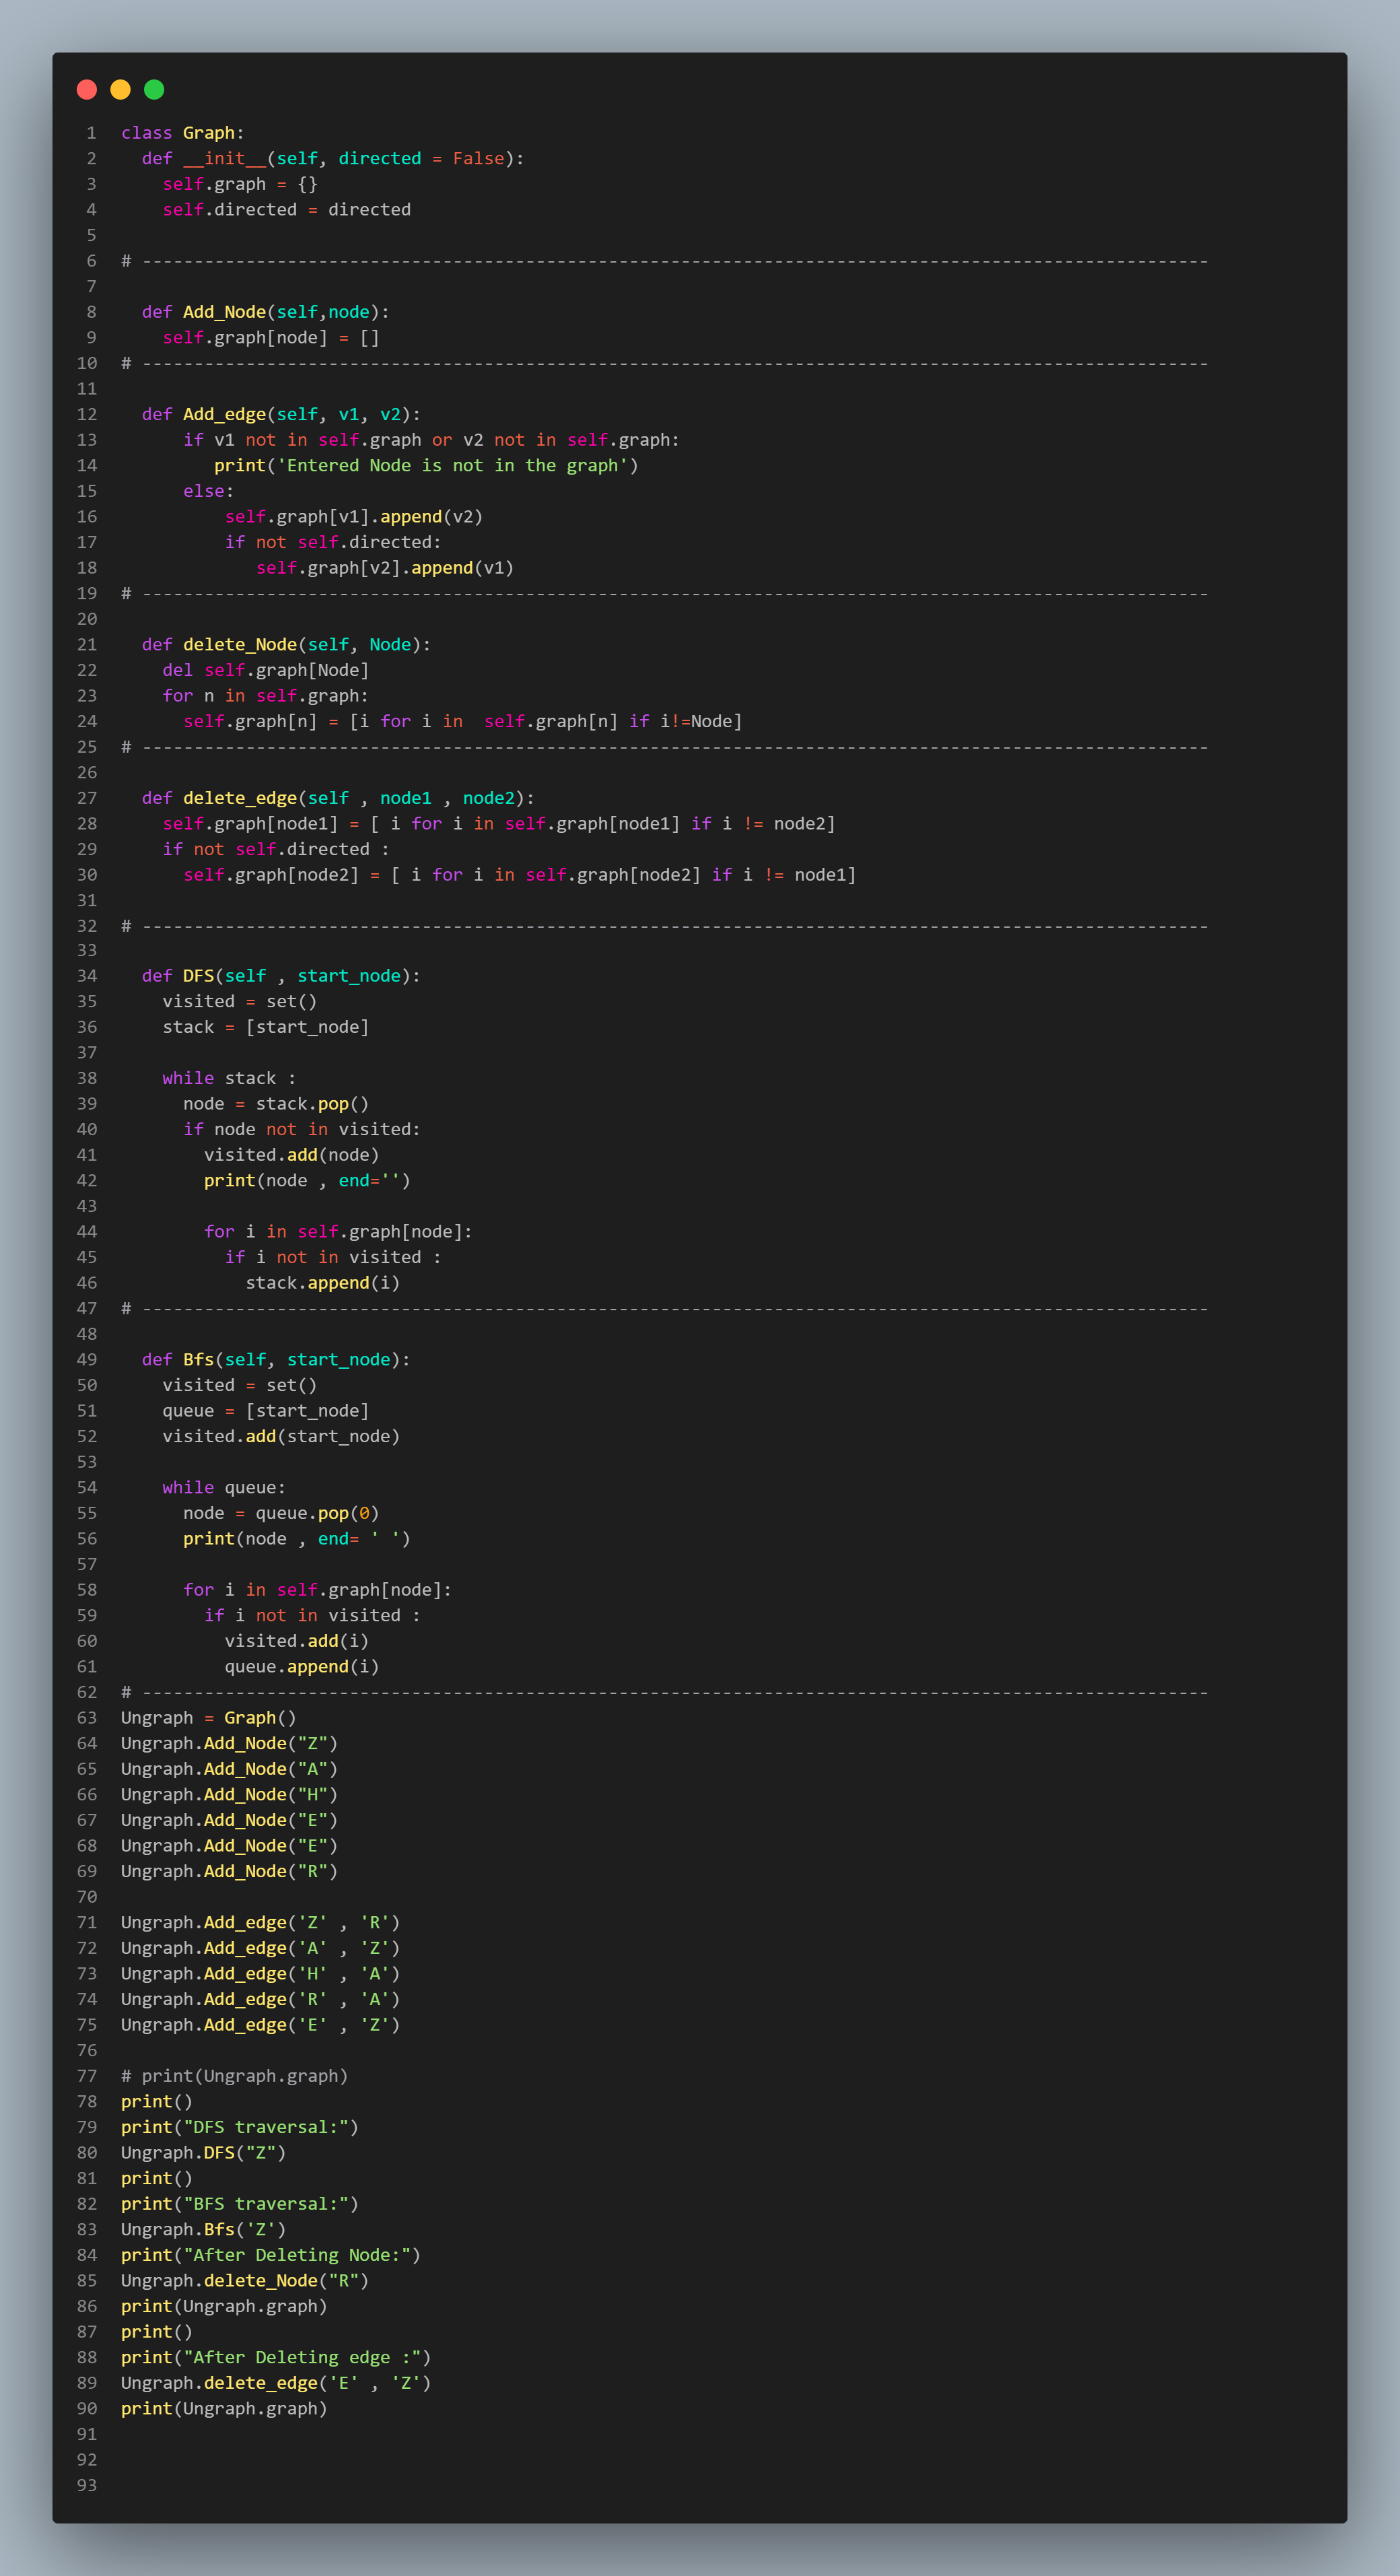 1 class Graph:
2   def __init__(self, directed = False):
3     self.graph = {}
4     self.directed = directed
5
6 # -------------------------------------------------------------------------------------------------------
7
8   def Add_Node(self,node):
9     self.graph[node] = []
10 # -------------------------------------------------------------------------------------------------------
11
12   def Add_edge(self, v1, v2):
13       if v1 not in self.graph or v2 not in self.graph:
14          print('Entered Node is not in the graph')
15       else:
16           self.graph[v1].append(v2)
17           if not self.directed:
18              self.graph[v2].append(v1)
19 # -------------------------------------------------------------------------------------------------------
20
21   def delete_Node(self, Node):
22     del self.graph[Node]
23     for n in self.graph:
24       self.graph[n] = [i for i in  self.graph[n] if i!=Node]
25 # -------------------------------------------------------------------------------------------------------
26
27   def delete_edge(self , node1 , node2):
28     self.graph[node1] = [ i for i in self.graph[node1] if i != node2]
29     if not self.directed :
30       self.graph[node2] = [ i for i in self.graph[node2] if i != node1]
31
32 # -------------------------------------------------------------------------------------------------------
33
34   def DFS(self , start_node):
35     visited = set()
36     stack = [start_node]
37
38     while stack :
39       node = stack.pop()
40       if node not in visited:
41         visited.add(node)
42         print(node , end='')
43
44         for i in self.graph[node]:
45           if i not in visited :
46             stack.append(i)
47 # -------------------------------------------------------------------------------------------------------
48
49   def Bfs(self, start_node):
50     visited = set()
51     queue = [start_node]
52     visited.add(start_node)
53
54     while queue:
55       node = queue.pop(0)
56       print(node , end= ' ')
57
58       for i in self.graph[node]:
59         if i not in visited :
60           visited.add(i)
61           queue.append(i)
62 # -------------------------------------------------------------------------------------------------------
63 Ungraph = Graph()
64 Ungraph.Add_Node("Z")
65 Ungraph.Add_Node("A")
66 Ungraph.Add_Node("H")
67 Ungraph.Add_Node("E")
68 Ungraph.Add_Node("E")
69 Ungraph.Add_Node("R")
70
71 Ungraph.Add_edge('Z' , 'R')
72 Ungraph.Add_edge('A' , 'Z')
73 Ungraph.Add_edge('H' , 'A')
74 Ungraph.Add_edge('R' , 'A')
75 Ungraph.Add_edge('E' , 'Z')
76
77 # print(Ungraph.graph)
78 print()
79 print("DFS traversal:")
80 Ungraph.DFS("Z")
81 print()
82 print("BFS traversal:")
83 Ungraph.Bfs('Z')
84 print("After Deleting Node:")
85 Ungraph.delete_Node("R")
86 print(Ungraph.graph)
87 print()
88 print("After Deleting edge :")
89 Ungraph.delete_edge('E' , 'Z')
90 print(Ungraph.graph)
91
92
93